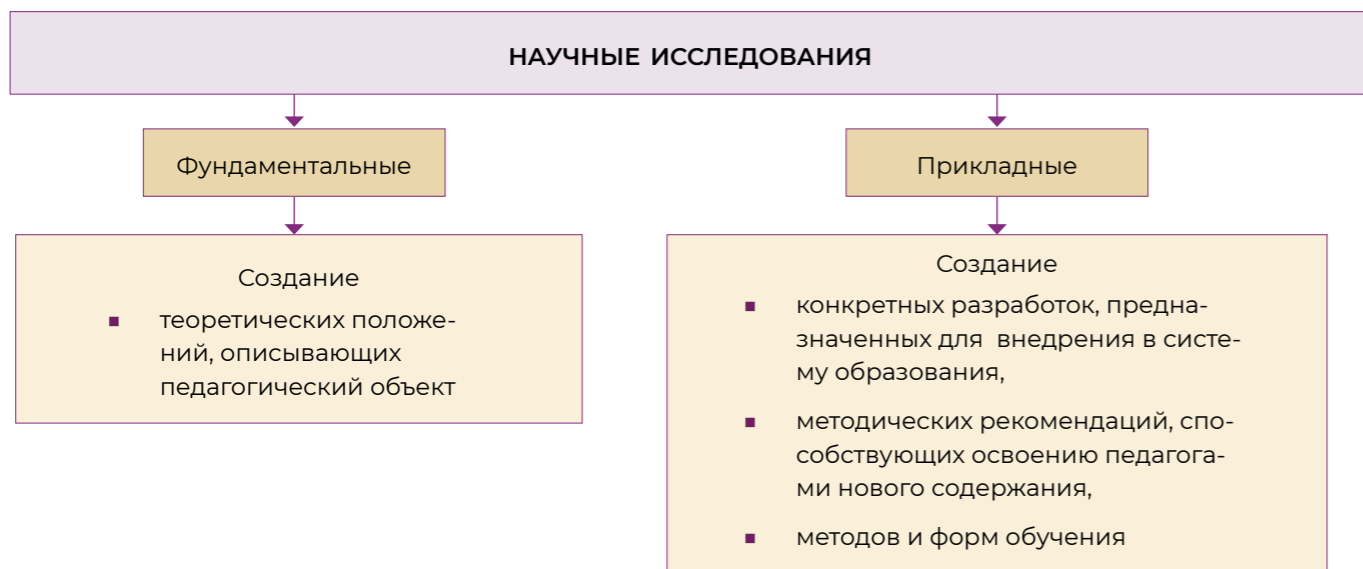 НАУЧНЫЕ ИССЛЕДОВАНИЯ
Фундаментальные
Создание
▪ теоретических положе-
ний, описывающих
педагогический объект
Прикладные
Создание
▪ конкретных разработок, предна-
значенных для внедрения в систе-
му образования,
▪ методических рекомендаций, спо-
собствующих освоению педагога-
ми нового содержания,
▪ методов и форм обучения